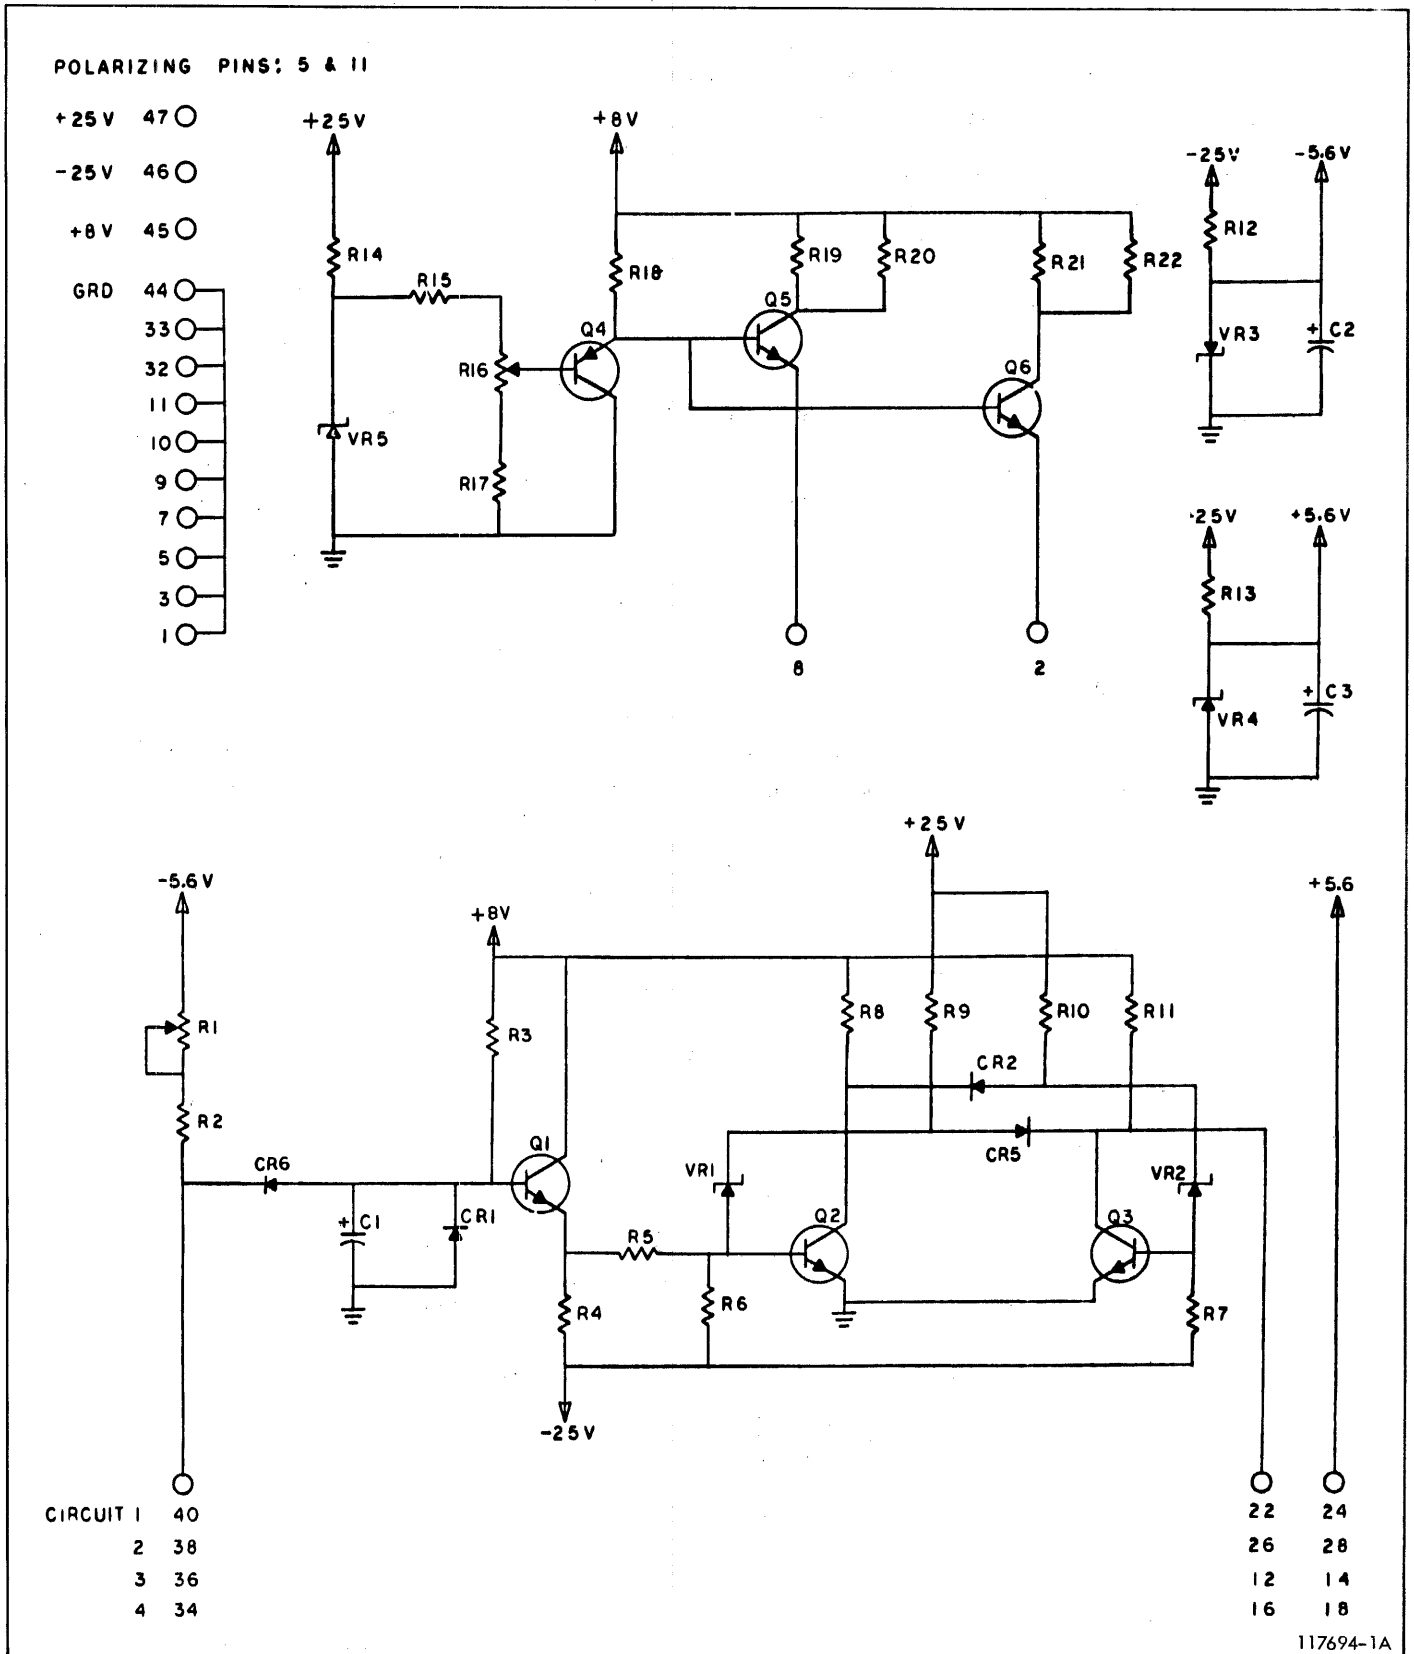 POLARIZING PINS: 5 & 11
+25V 47
-25V 46
+8V 45
GRD 44
33
32
11
10
9
7
5
3
1
+25V
R14
R15
R16
R17
VR5
+8V
R18
Q4
Q5
R19
R20
Q6
R21
R22
8
2
-25V
-5.6V
R12
VR3
+ C2
+25V
+5.6V
R13
VR4
+ C3
-5.6V
R1
R2
CR6
+ C1
CR1
+8V
R3
Q1
R4
R5
R6
-25V
+25V
R8
R9
R10
R11
CR2
CR5
VR1
VR2
Q2
Q3
R7
+5.6
CIRCUIT 1 40 22 24
2 38 26 28
3 36 12 14
4 34 16 18
117694-1A